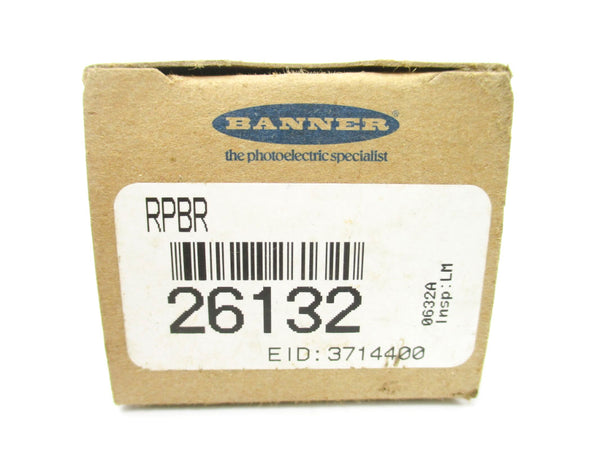 BANNER®
the photoelectric specialist
RPBR
26132
EID: 3714400
0632A
Insp:LM